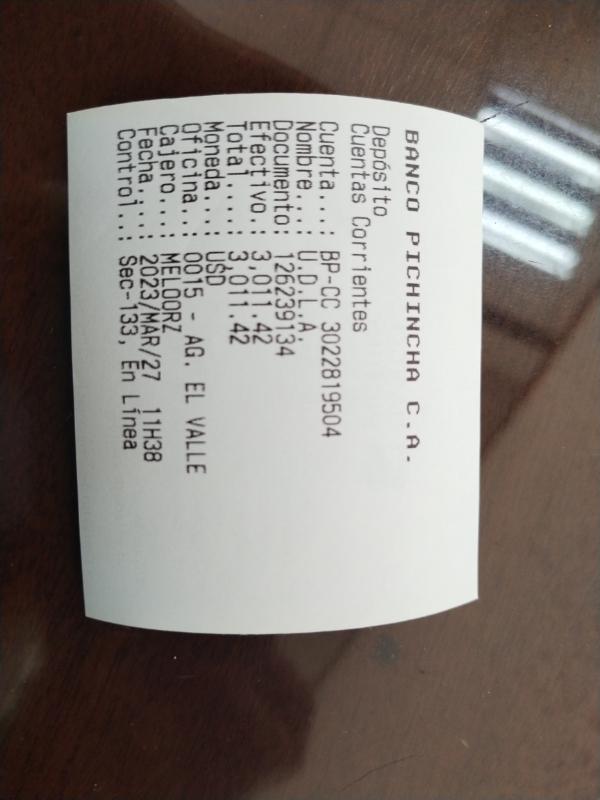 BANCO PICHINCHA C.A.
Depósito
Cuentas Corrientes
Cuenta...: BP-CC 3022819504
Nombre...: U.D.L.A.
Documento: 126239134
Efectivo.: 3,011.42
Total....: 3,011.42
Moneda...: USD
Oficina..: 0015 - AG. EL VALLE
Cajero...: MELOORZ
Fecha....: 2023/MAR/27 11H38
Control..: Sec-133, En Línea